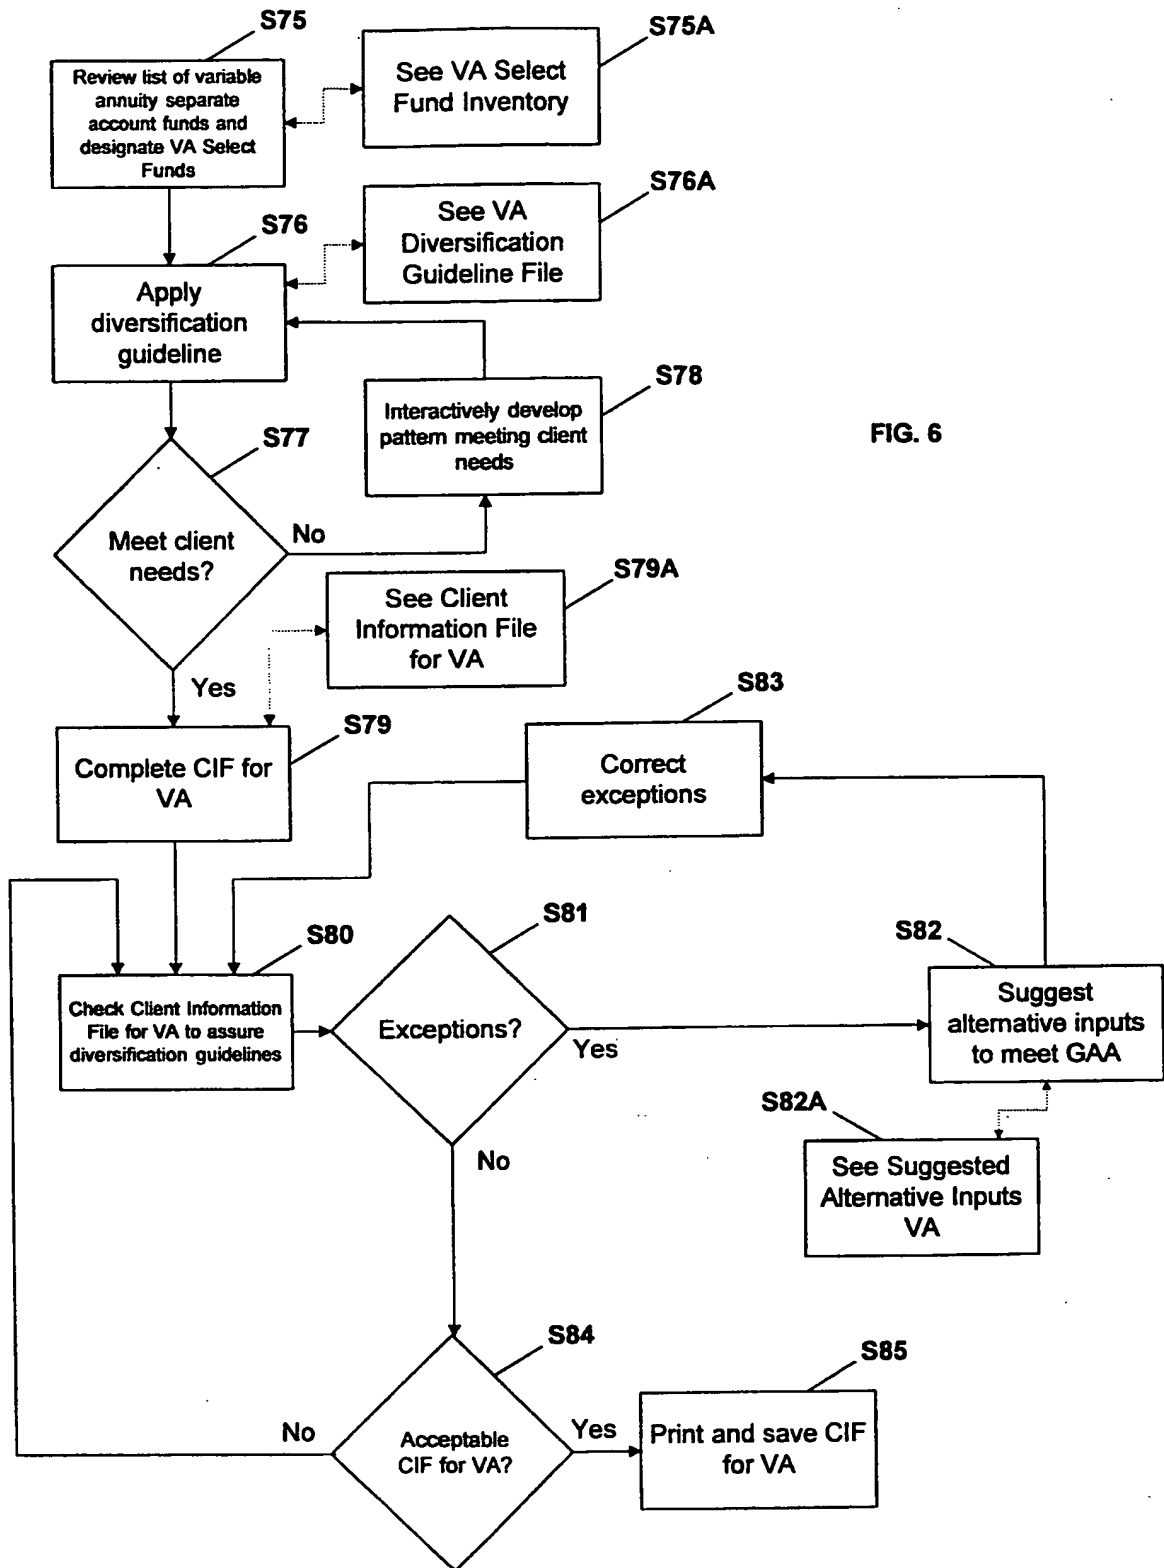 S75
Review list of variable
annuity separate
account funds and
designate VA Select
Funds
S75A
See VA Select
Fund Inventory
S76A
See VA
Diversification
Guideline File
S76
Apply
diversification
guideline
S78
Interactively develop
pattern meeting client
needs
FIG. 6
S77
Meet client
needs?
No
Yes
S79A
See Client
Information File
for VA
S79
Complete CIF for
VA
S83
Correct
exceptions
S80
Check Client Information
File for VA to assure
diversification guidelines
S81
Exceptions?
Yes
No
S82
Suggest
alternative inputs
to meet GAA
S82A
See Suggested
Alternative Inputs
VA
S84
Acceptable
CIF for VA?
No
Yes
S85
Print and save CIF
for VA